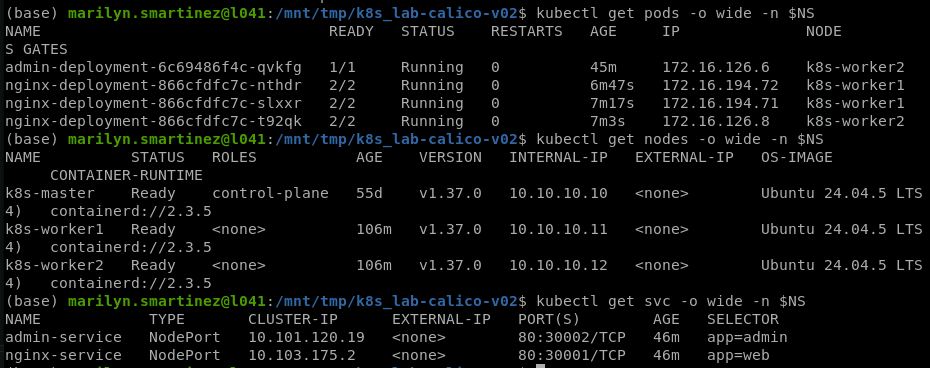 (base) marilyn.smartinez@l041:/mnt/tmp/k8s_lab-calico-v02$ kubectl get pods -o wide -n $NS
NAME                                READY   STATUS    RESTARTS   AGE     IP               NODE
S GATES
admin-deployment-6c69486f4c-qvkfg   1/1     Running   0          45m     172.16.126.6     k8s-worker2
nginx-deployment-866cfdfc7c-nthdr   2/2     Running   0          6m47s   172.16.194.72    k8s-worker1
nginx-deployment-866cfdfc7c-slxxr   2/2     Running   0          7m17s   172.16.194.71    k8s-worker1
nginx-deployment-866cfdfc7c-t92qk   2/2     Running   0          7m3s    172.16.126.8     k8s-worker2
(base) marilyn.smartinez@l041:/mnt/tmp/k8s_lab-calico-v02$ kubectl get nodes -o wide -n $NS
NAME          STATUS   ROLES           AGE    VERSION   INTERNAL-IP   EXTERNAL-IP   OS-IMAGE
     CONTAINER-RUNTIME
k8s-master    Ready    control-plane   55d    v1.37.0   10.10.10.10   <none>        Ubuntu 24.04.5 LTS
4)   containerd://2.3.5
k8s-worker1   Ready    <none>          106m   v1.37.0   10.10.10.11   <none>        Ubuntu 24.04.5 LTS
4)   containerd://2.3.5
k8s-worker2   Ready    <none>          106m   v1.37.0   10.10.10.12   <none>        Ubuntu 24.04.5 LTS
4)   containerd://2.3.5
(base) marilyn.smartinez@l041:/mnt/tmp/k8s_lab-calico-v02$ kubectl get svc -o wide -n $NS
NAME            TYPE       CLUSTER-IP      EXTERNAL-IP   PORT(S)        AGE   SELECTOR
admin-service   NodePort   10.101.120.19   <none>        80:30002/TCP   46m   app=admin
nginx-service   NodePort   10.103.175.2    <none>        80:30001/TCP   46m   app=web